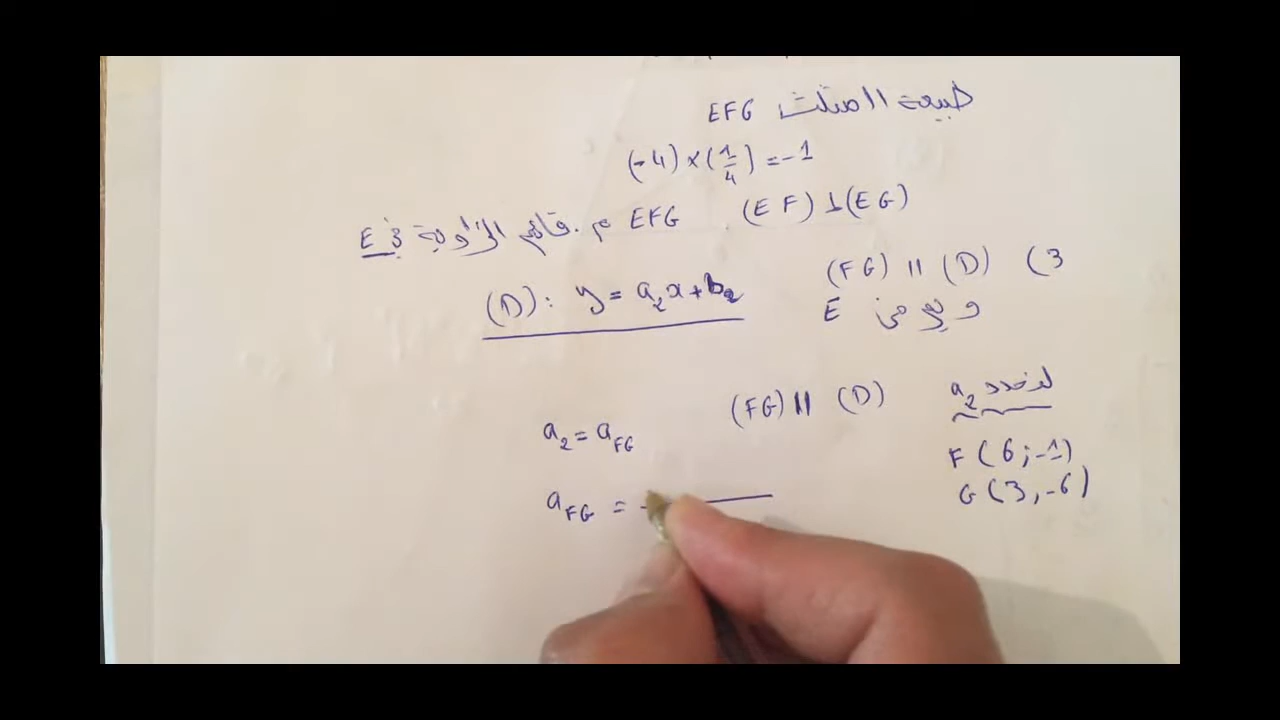 طبيعة المثلث EFG
(-4)×(1/4)=-1
(EF)⊥(EG)
EFG م. قائم الزاوية في E
3) (D) || (FG)
و يمر من E
(D): y = a₂x+b₂
لنحدد a₂
(FG) || (D)
a₂ = a_FG
F(6;-1)
G(3,-6)
a_FG =